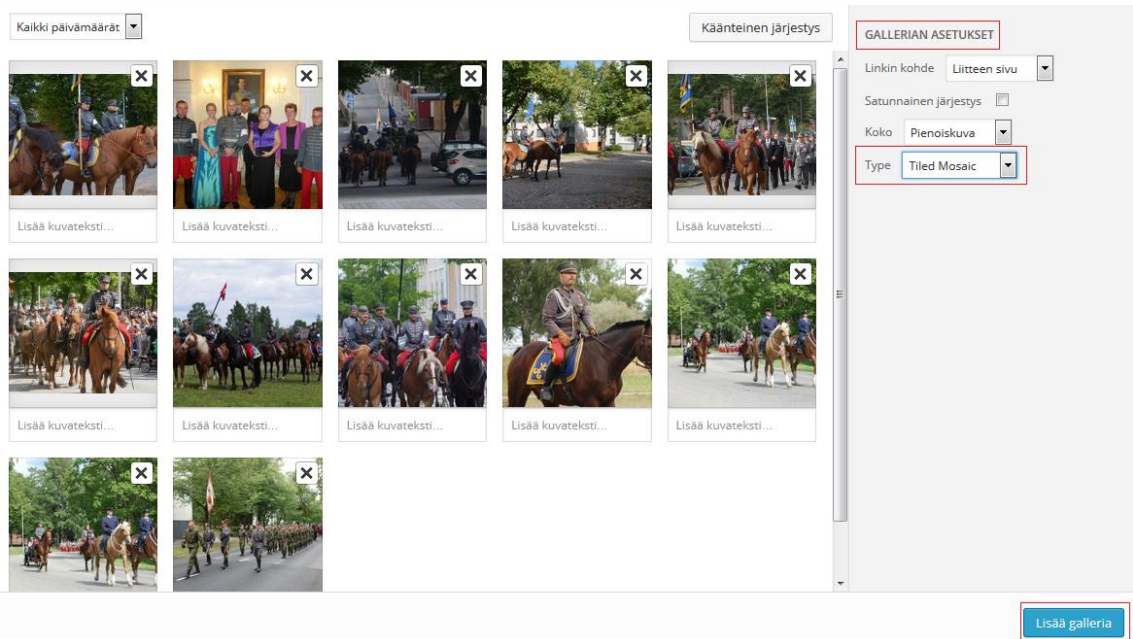 Kaikki päivämäärät
Käänteinen järjestys
GALLERIAN ASETUKSET
Linkin kohde Liitteen sivu
Satunnainen järjestys
Koko Pienoiskuva
Type Tiled Mosaic
Lisää kuvateksti... Lisää kuvateksti... Lisää kuvateksti... Lisää kuvateksti... Lisää kuvateksti...
Lisää kuvateksti... Lisää kuvateksti... Lisää kuvateksti... Lisää kuvateksti... Lisää kuvateksti...
Lisää galleria